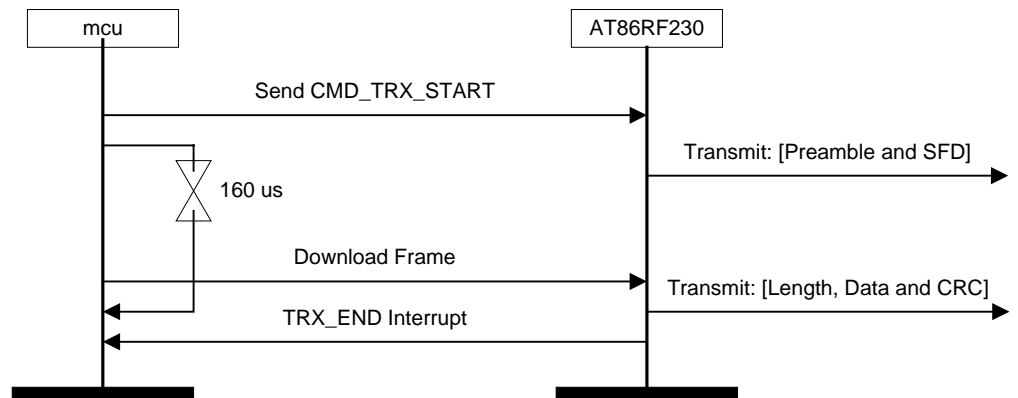 mcu
AT86RF230
Send CMD_TRX_START
Transmit: [Preamble and SFD]
160 us
Download Frame
Transmit: [Length, Data and CRC]
TRX_END Interrupt